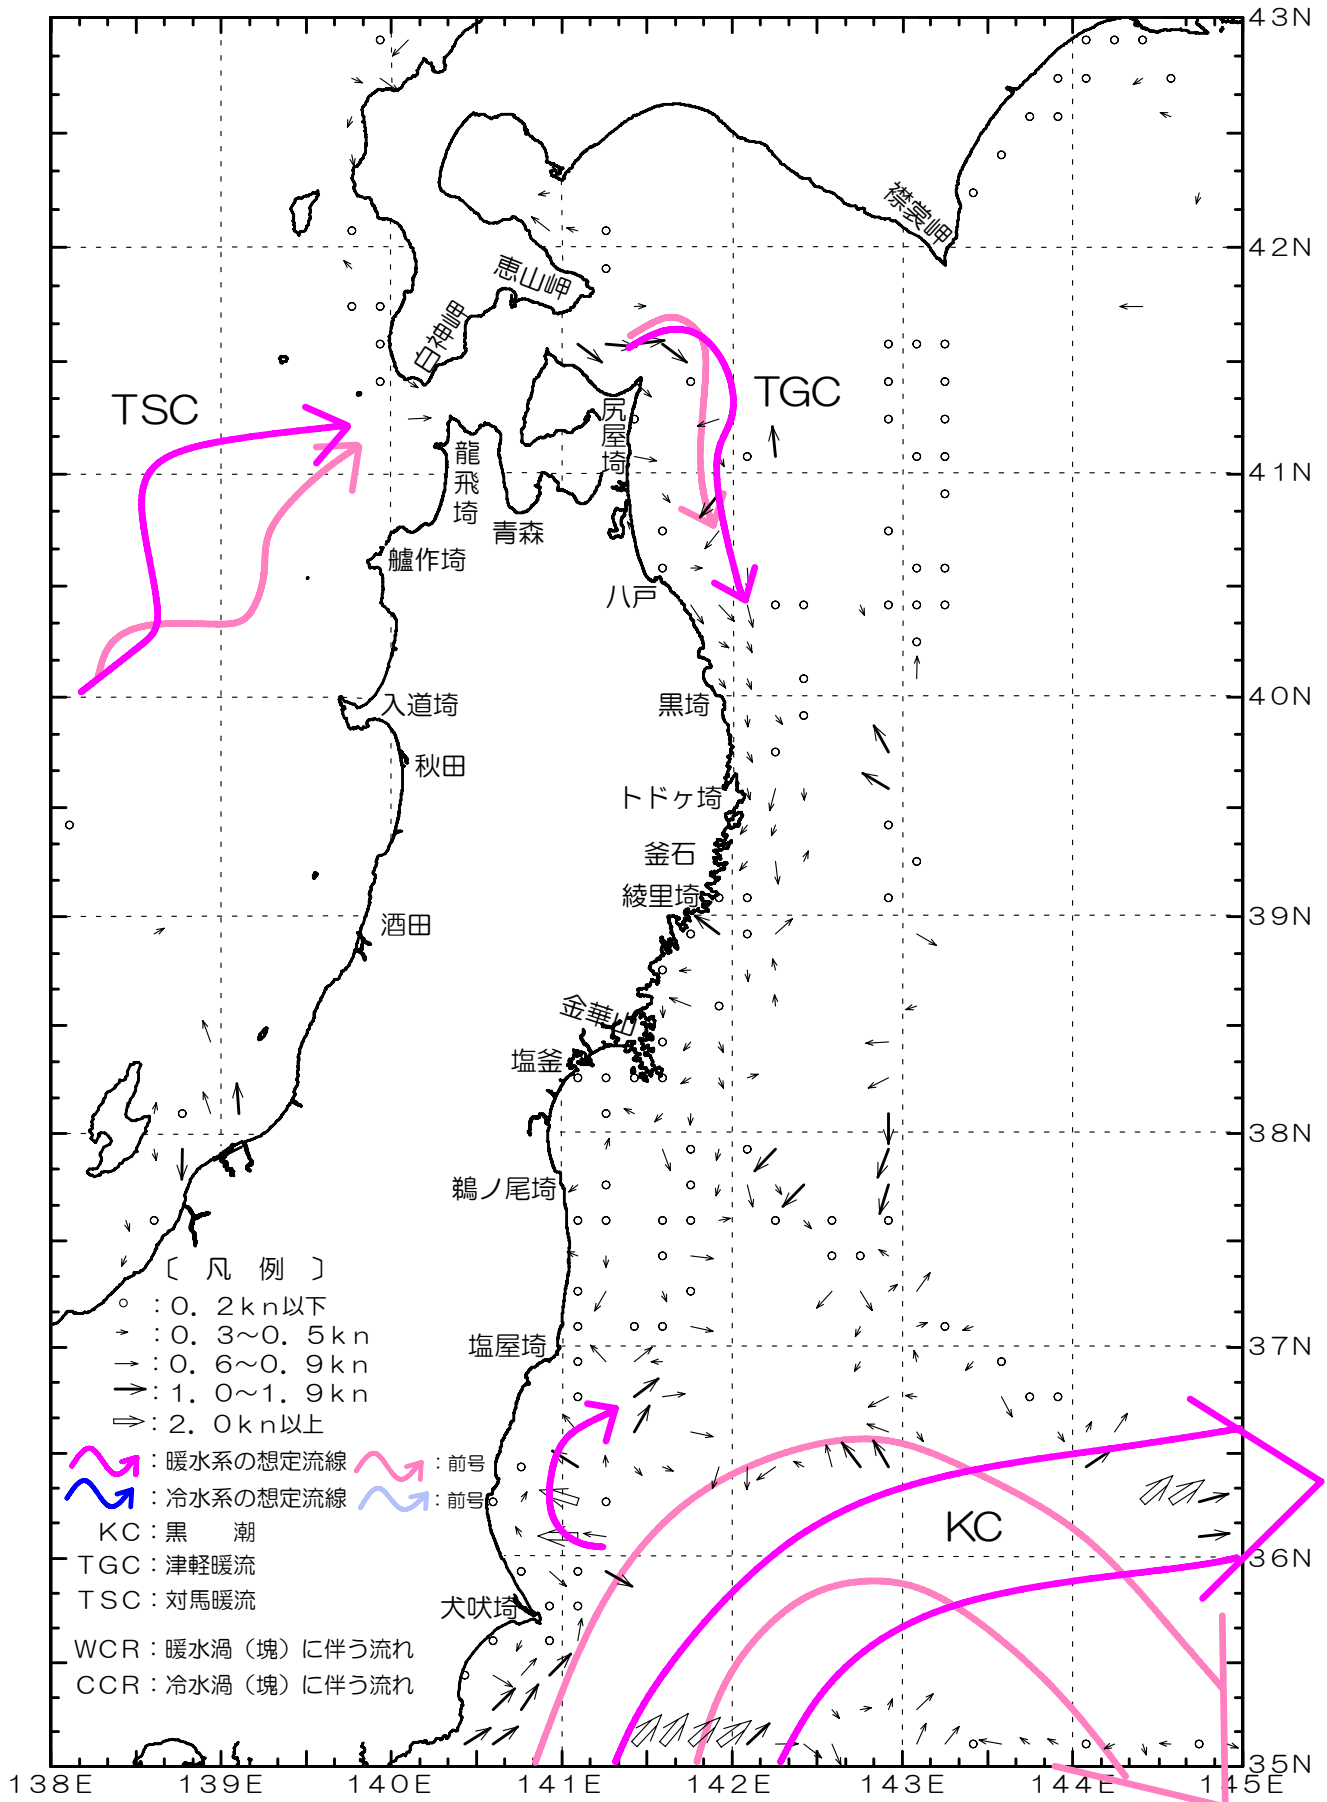 43N
襟裳岬
42N
恵山岬
白神岬
TSC
TGC
尻屋埼
龍飛埼
41N
青森
艫作埼
八戸
入道埼
黒埼
40N
秋田
トドヶ埼
釜石
綾里埼
酒田
39N
金華山
塩釜
38N
鵜ノ尾埼
〔 凡 例 〕
○ :0.2kn以下
:0.3~0.5kn
塩屋埼
37N
:0.6~0.9kn
:1.0~1.9kn
:2.0kn以上
:暖水系の想定流線 :前号
:冷水系の想定流線 :前号
KC:黒 潮
KC
TGC:津軽暖流
36N
TSC:対馬暖流
犬吠埼
WCR:暖水渦(塊)に伴う流れ
CCR:冷水渦(塊)に伴う流れ
35N
138E 139E 140E 141E 142E 143E 144E 145E